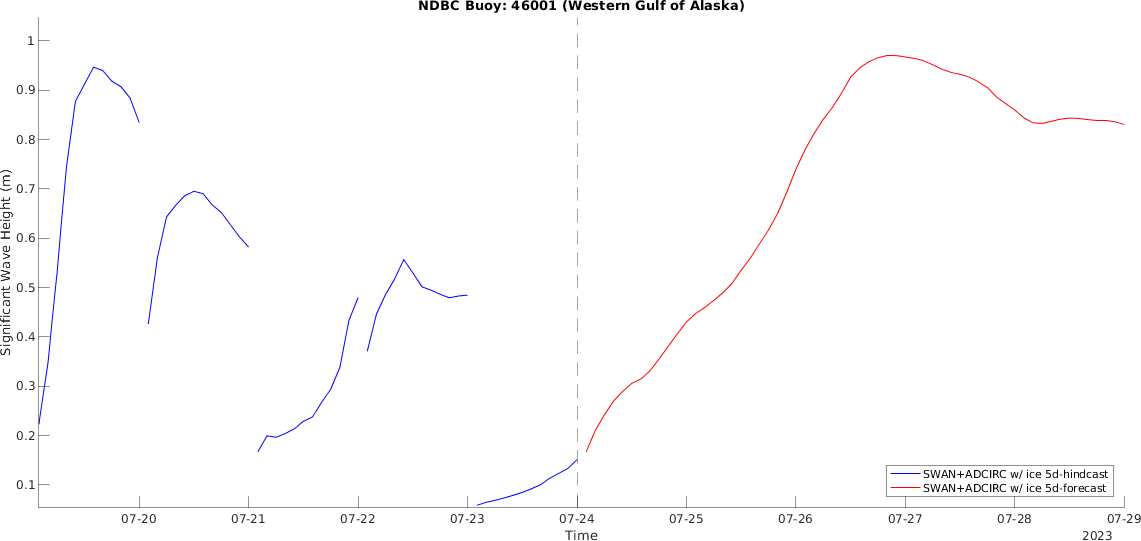 NDBC Buoy: 46001 (Western Gulf of Alaska)
Significant Wave Height (m)
1
0.9
0.8
0.7
0.6
0.5
0.4
0.3
0.2
0.1
SWAN+ADCIRC w/ ice 5d-hindcast
SWAN+ADCIRC w/ ice 5d-forecast
07-20 07-21 07-22 07-23 07-24 07-25 07-26 07-27 07-28 07-29
Time
2023